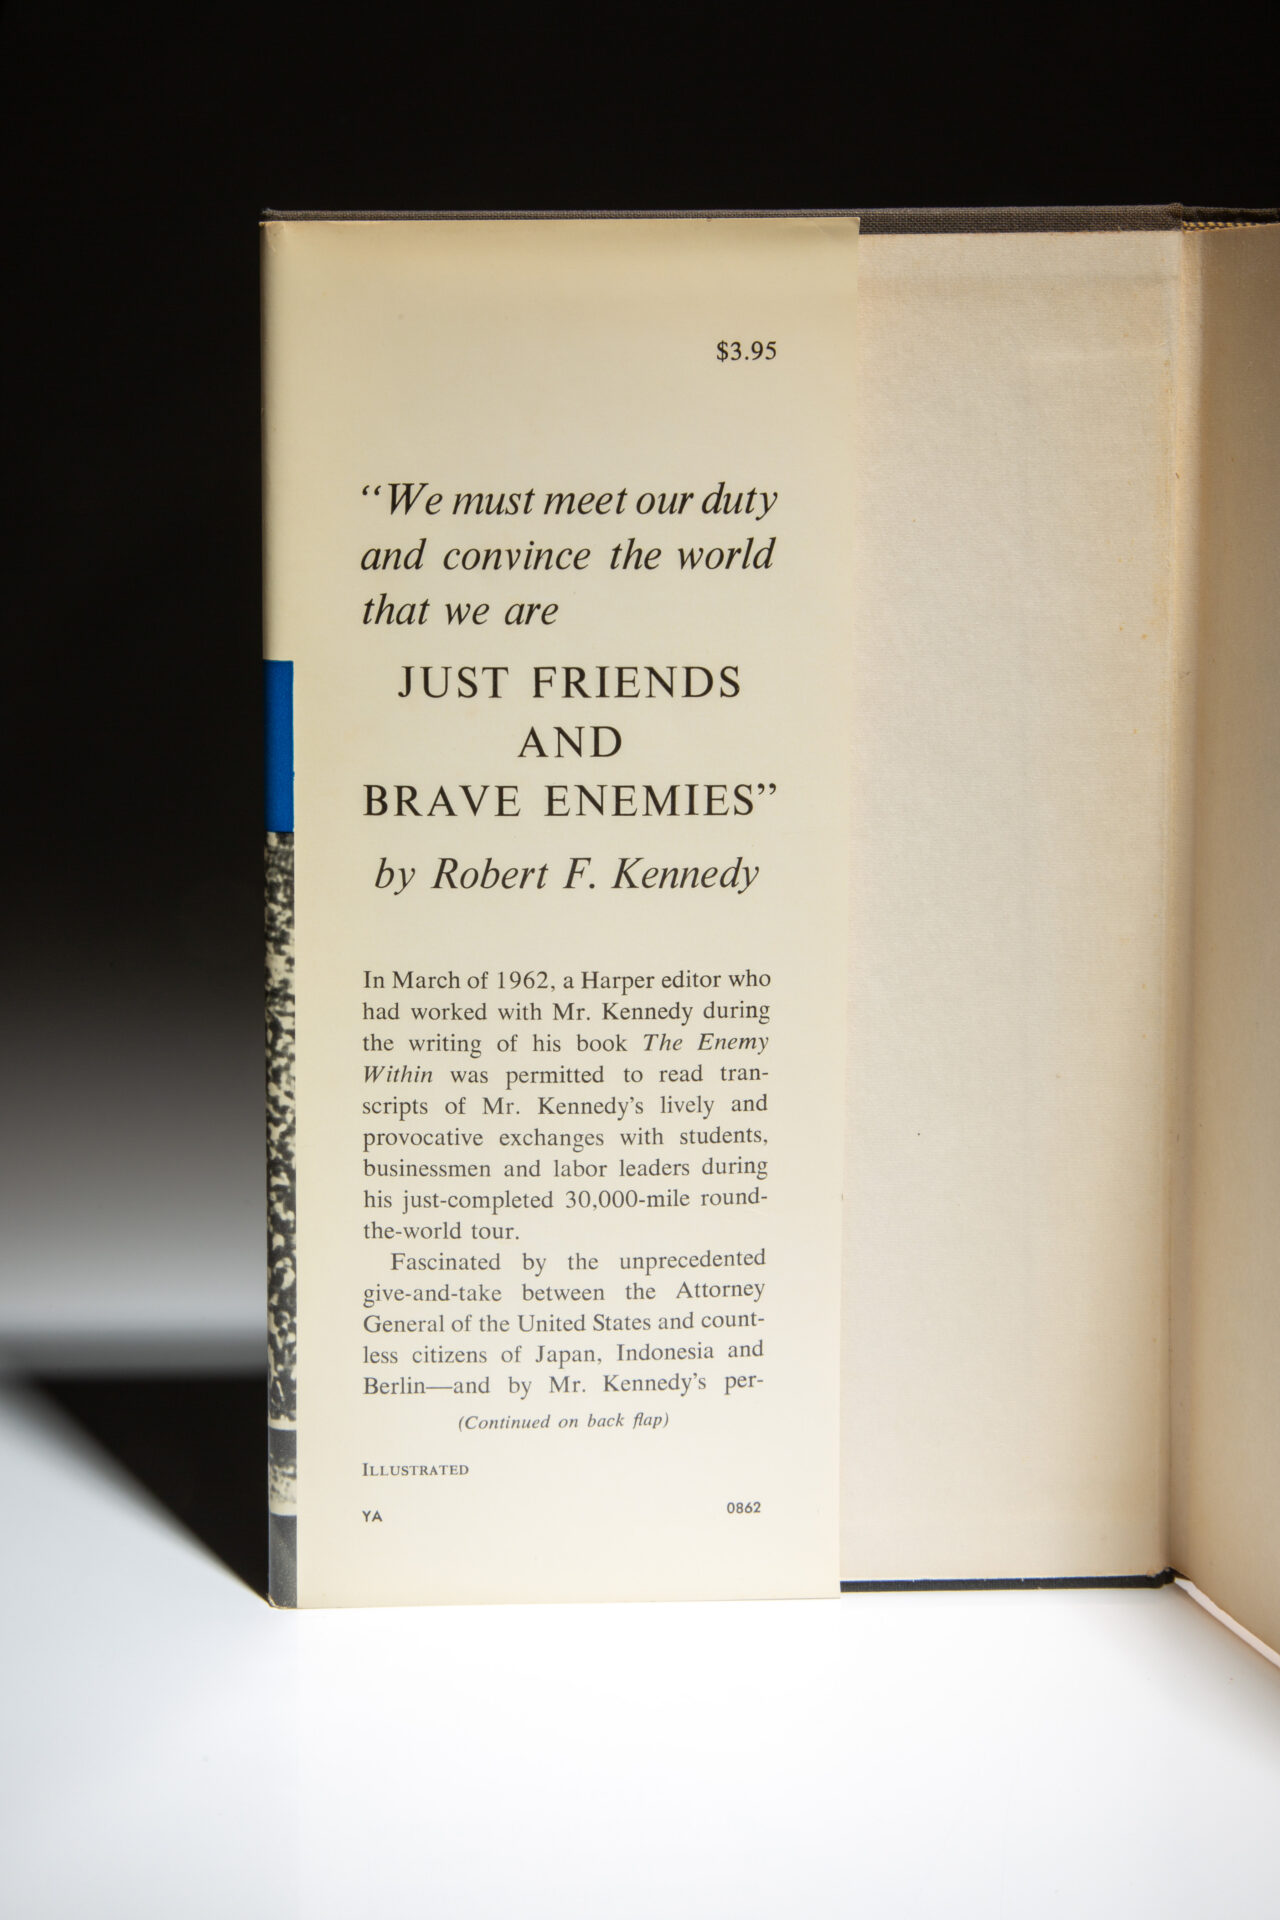 $3.95
“We must meet our duty
and convince the world
that we are
JUST FRIENDS
AND
BRAVE ENEMIES”
by Robert F. Kennedy
In March of 1962, a Harper editor who
had worked with Mr. Kennedy during
the writing of his book The Enemy
Within was permitted to read tran-
scripts of Mr. Kennedy’s lively and
provocative exchanges with students,
businessmen and labor leaders during
his just-completed 30,000-mile round-
the-world tour.
Fascinated by the unprecedented
give-and-take between the Attorney
General of the United States and count-
less citizens of Japan, Indonesia and
Berlin—and by Mr. Kennedy’s per-
(Continued on back flap)
ILLUSTRATED
YA
0862